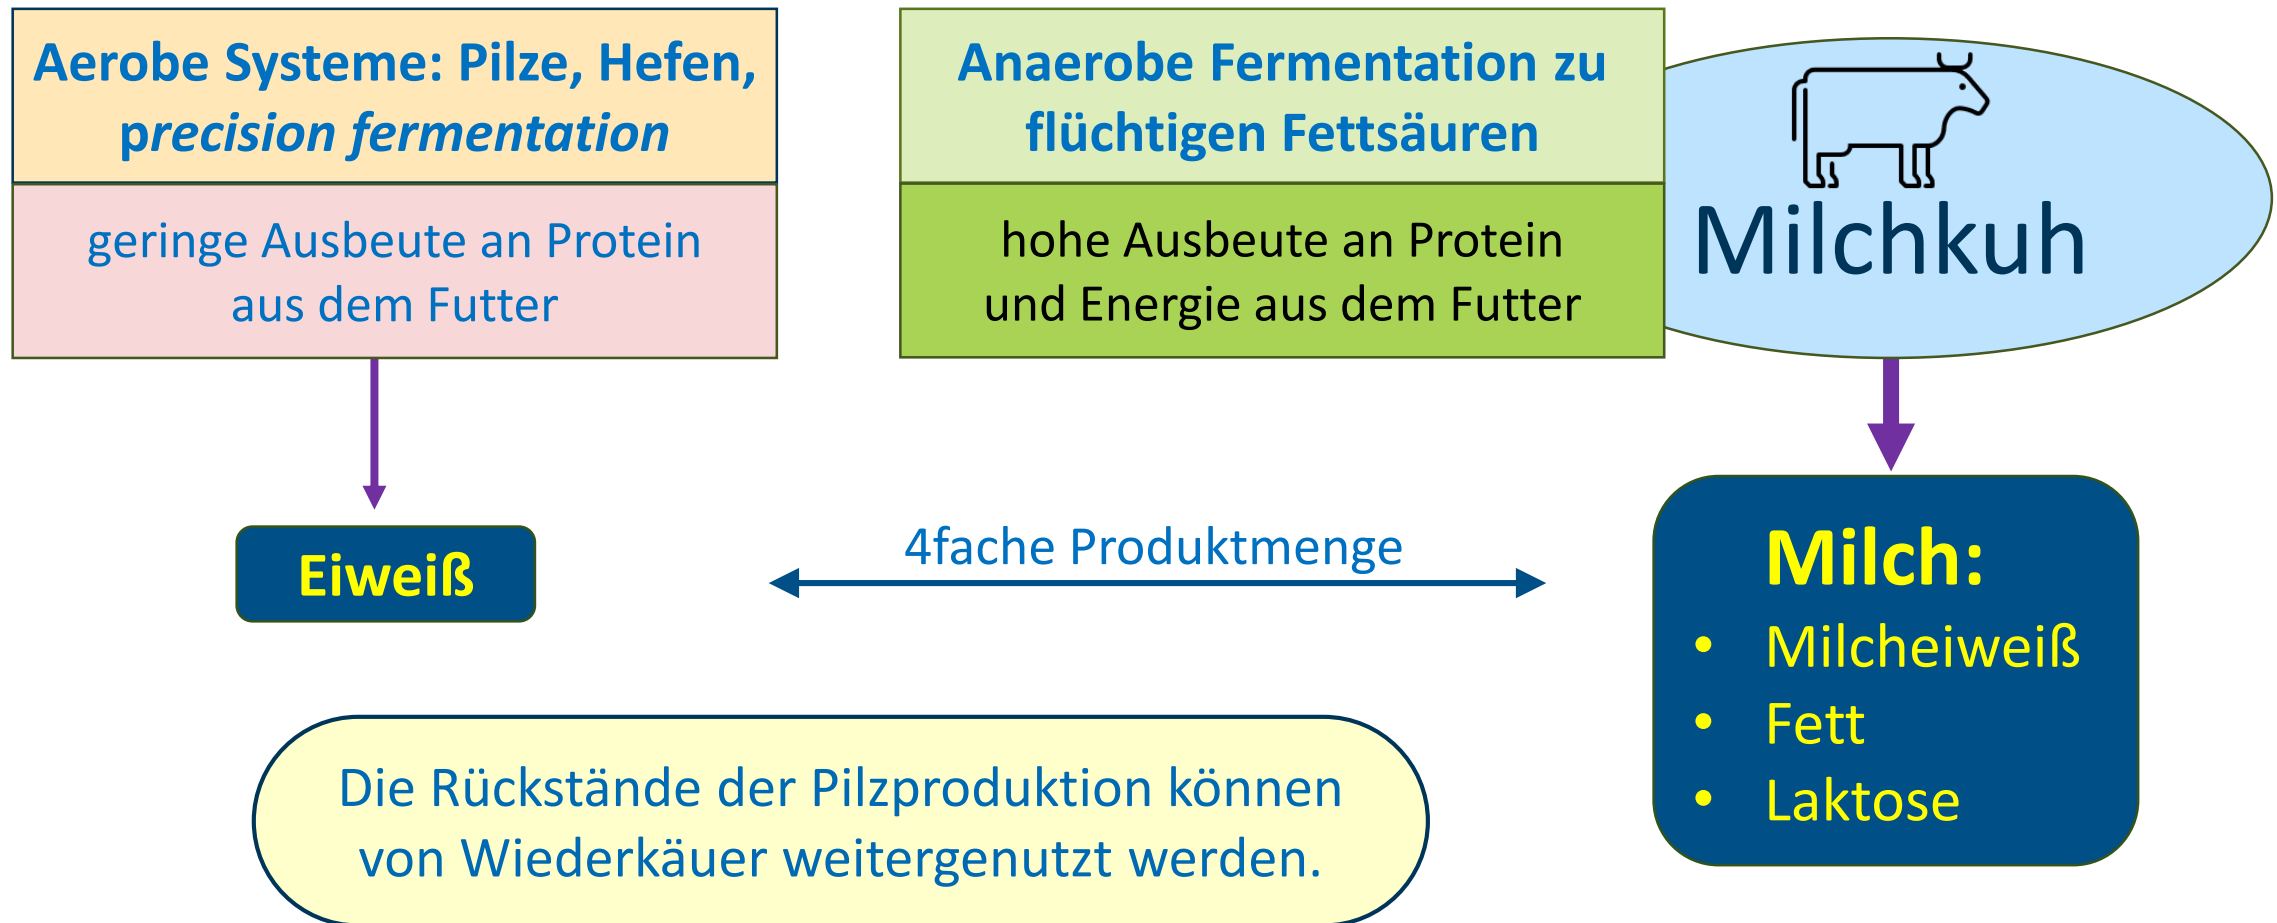 Aerobe Systeme: Pilze, Hefen,
precision fermentation
geringe Ausbeute an Protein
aus dem Futter
Anaerobe Fermentation zu
flüchtigen Fettsäuren
hohe Ausbeute an Protein
und Energie aus dem Futter
Milchkuh
Eiweiß
4fache Produktmenge
Milch:
• Milcheiweiß
• Fett
• Laktose
Die Rückstände der Pilzproduktion können
von Wiederkäuer weitergenutzt werden.